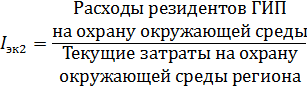 Расходы резидентов ГИП
на охрану окружающей среды
Iэк2 =
Текущие затраты на охрану
окружающей среды региона